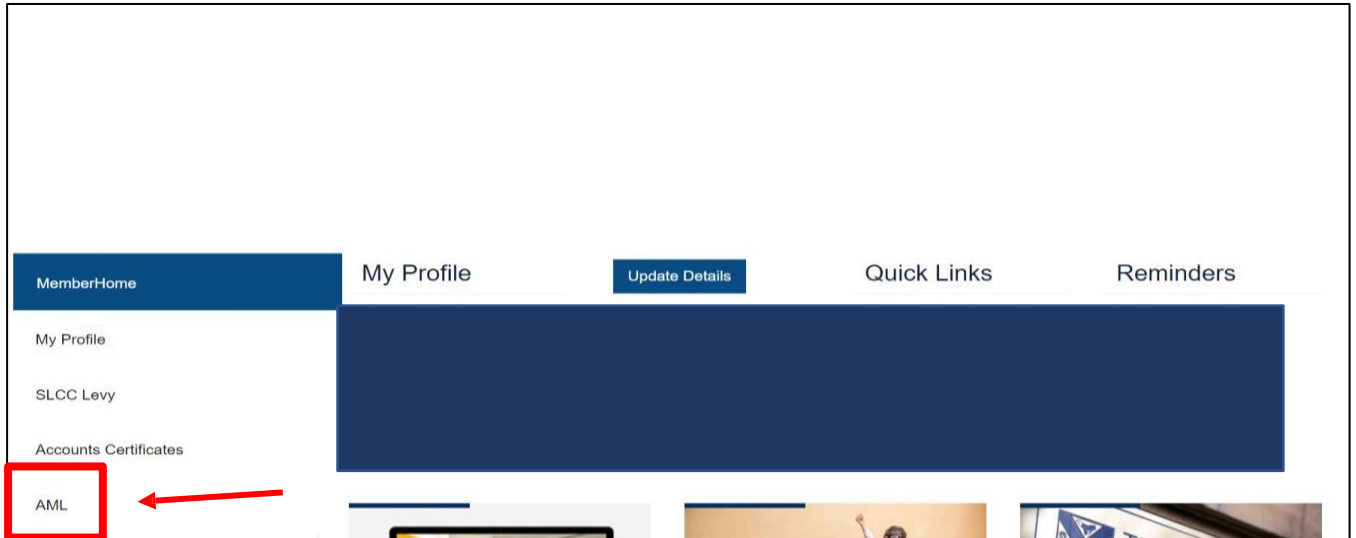 MemberHome
My Profile
SLCC Levy
Accounts Certificates
AML
My Profile
Update Details
Quick Links
Reminders